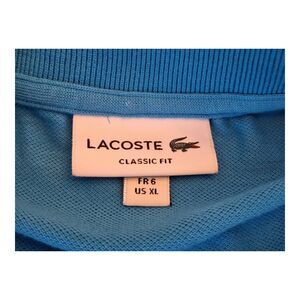 LACOSTE
CLASSIC FIT
FR 6
US XL